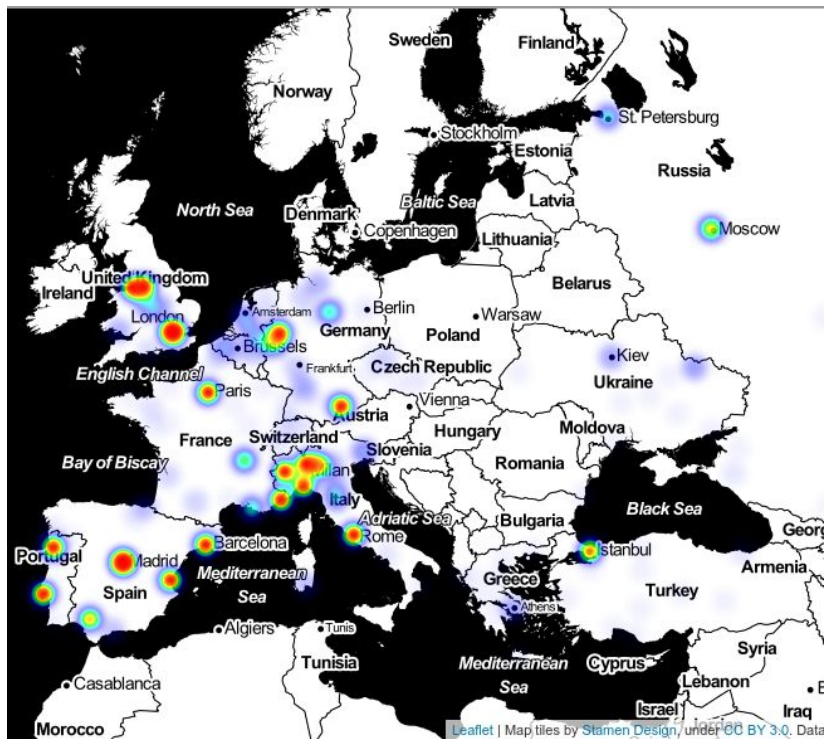 Sweden
Finland
Norway
St. Petersburg
Stockholm
Estonia
Russia
Baltic Sea
Latvia
North Sea
Denmark
Moscow
Copenhagen
Lithuania
United Kingdom
Ireland
Belarus
London
Amsterdam
Berlin
Warsaw
Germany
Poland
Brussels
Kiev
English Channel
Frankfurt
Czech Republic
Ukraine
Paris
Vienna
Austria
France
Switzerland
Hungary
Moldova
Slovenia
Bay of Biscay
Milan
Romania
Italy
Black Sea
Adriatic Sea
Bulgaria
Georg
Rome
Portugal
Barcelona
Istanbul
Madrid
Armenia
Mediterranean
Sea
Spain
Greece
Turkey
Athens
Algiers
Tunis
Syria
Tunisia
Mediterranean
Sea
Cyprus
Lebanon
Casablanca
Israel
Iraq
B
Morocco
Jordan
Leaflet | Map tiles by Stamen Design, under CC BY 3.0. Data